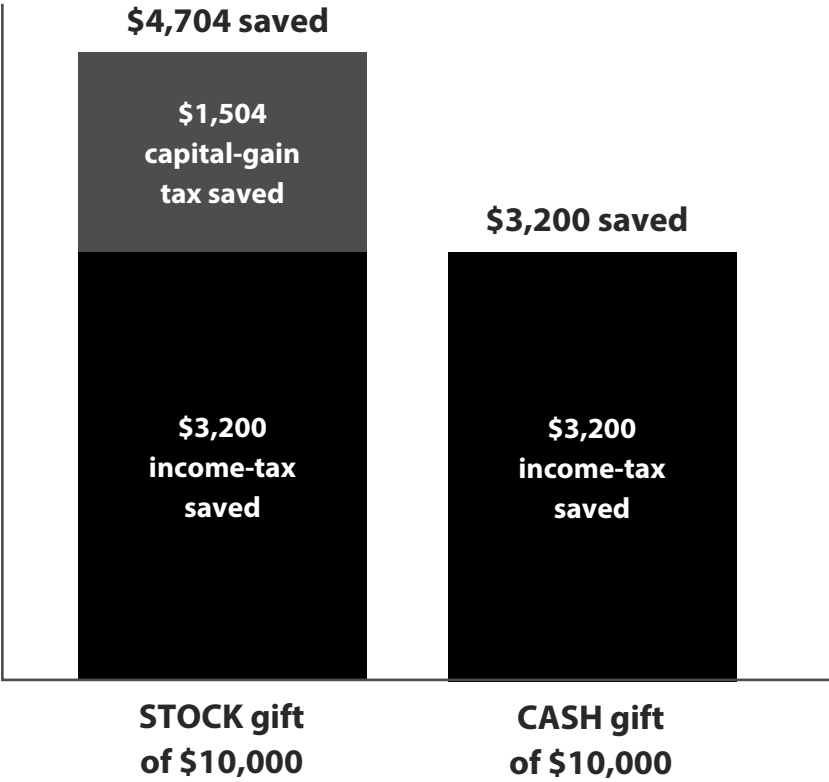 $4,704 saved
$1,504
capital-gain
tax saved
$3,200
income-tax
saved
STOCK gift
of $10,000
$3,200 saved
$3,200
income-tax
saved
CASH gift
of $10,000